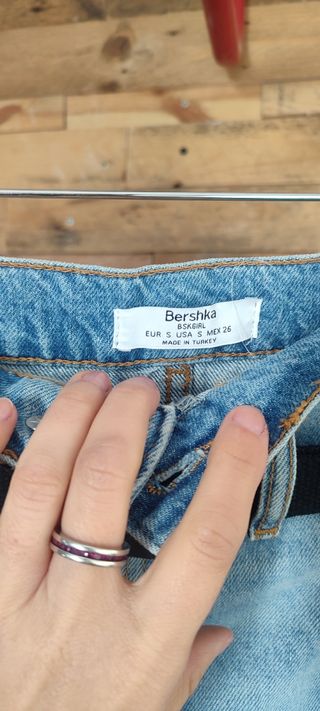 Bershka
BSKGIRL
EUR S USA S MEX 26
MADE IN TURKEY